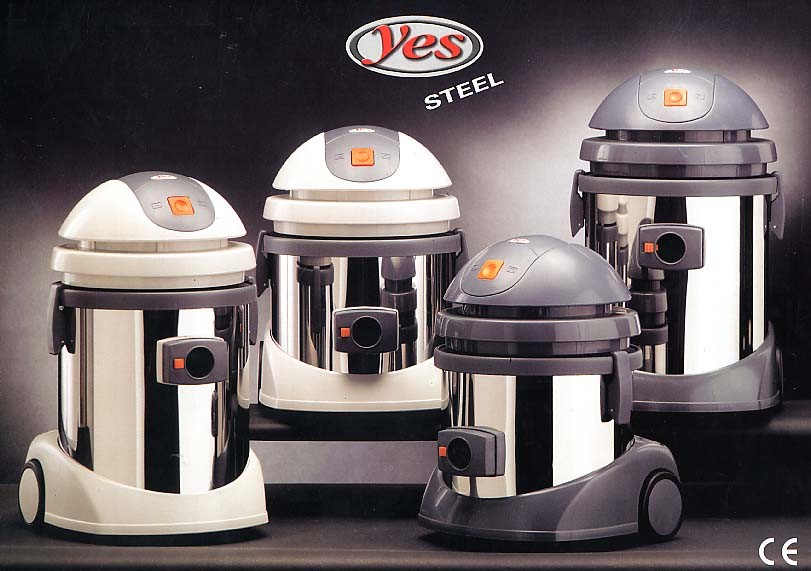 Yes
STEEL
CE